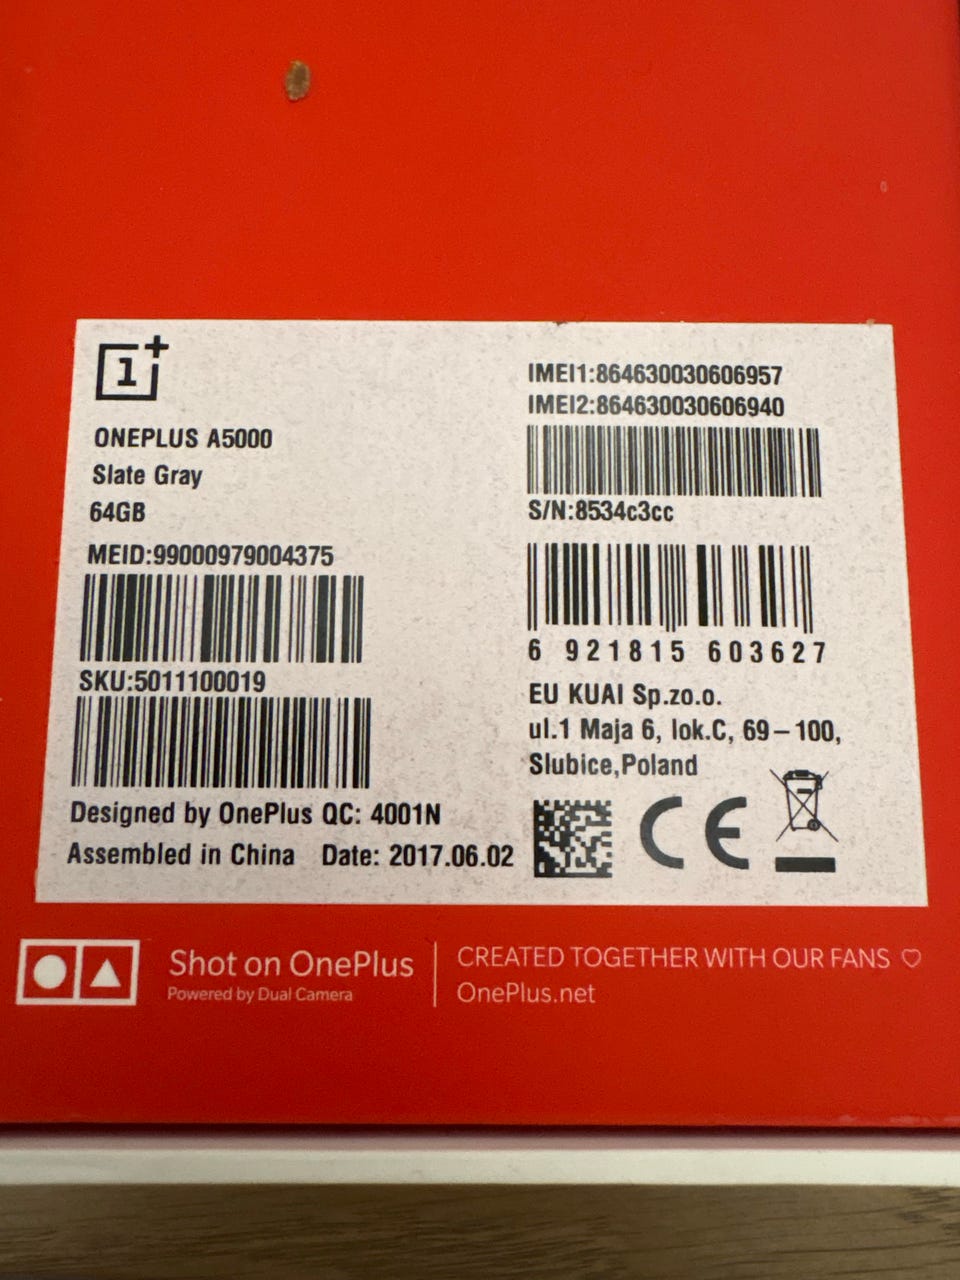 1+
ONEPLUS A5000
Slate Gray
64GB
MEID:99000979004375
SKU:5011100019
Designed by OnePlus QC: 4001N
Assembled in China Date: 2017.06.02
IMEI1:864630030606957
IMEI2:864630030606940
S/N:8534c3cc
6 921815 603627
EU KUAI Sp.zo.o.
ul.1 Maja 6, lok.C, 69-100,
Slubice,Poland
CE
Shot on OnePlus
Powered by Dual Camera
CREATED TOGETHER WITH OUR FANS ♡
OnePlus.net